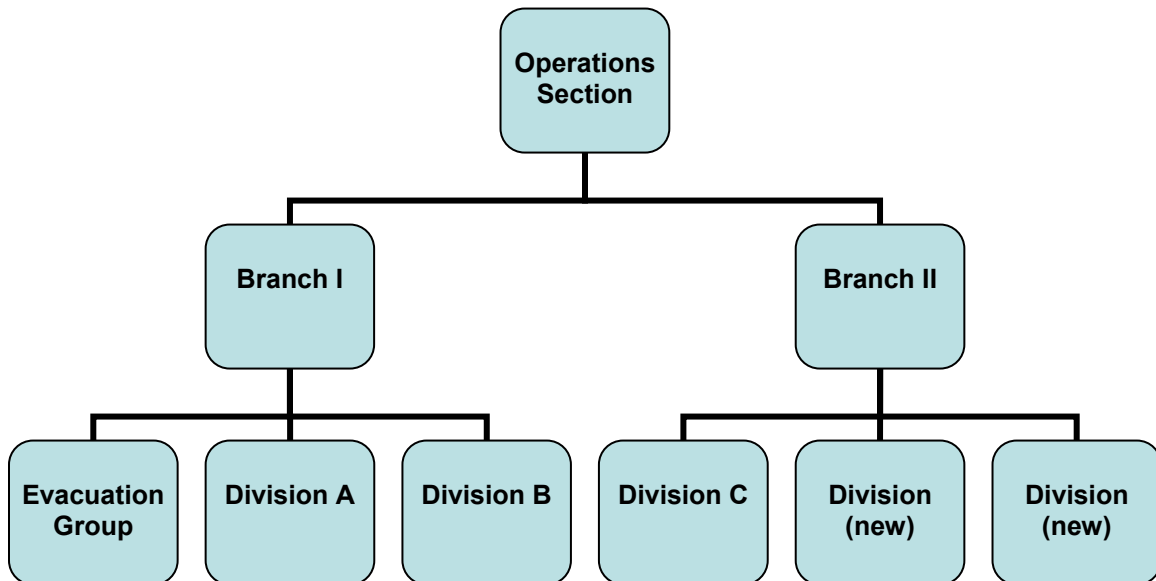 Operations
Section
Branch I
Branch II
Evacuation
Group
Division A
Division B
Division C
Division
(new)
Division
(new)